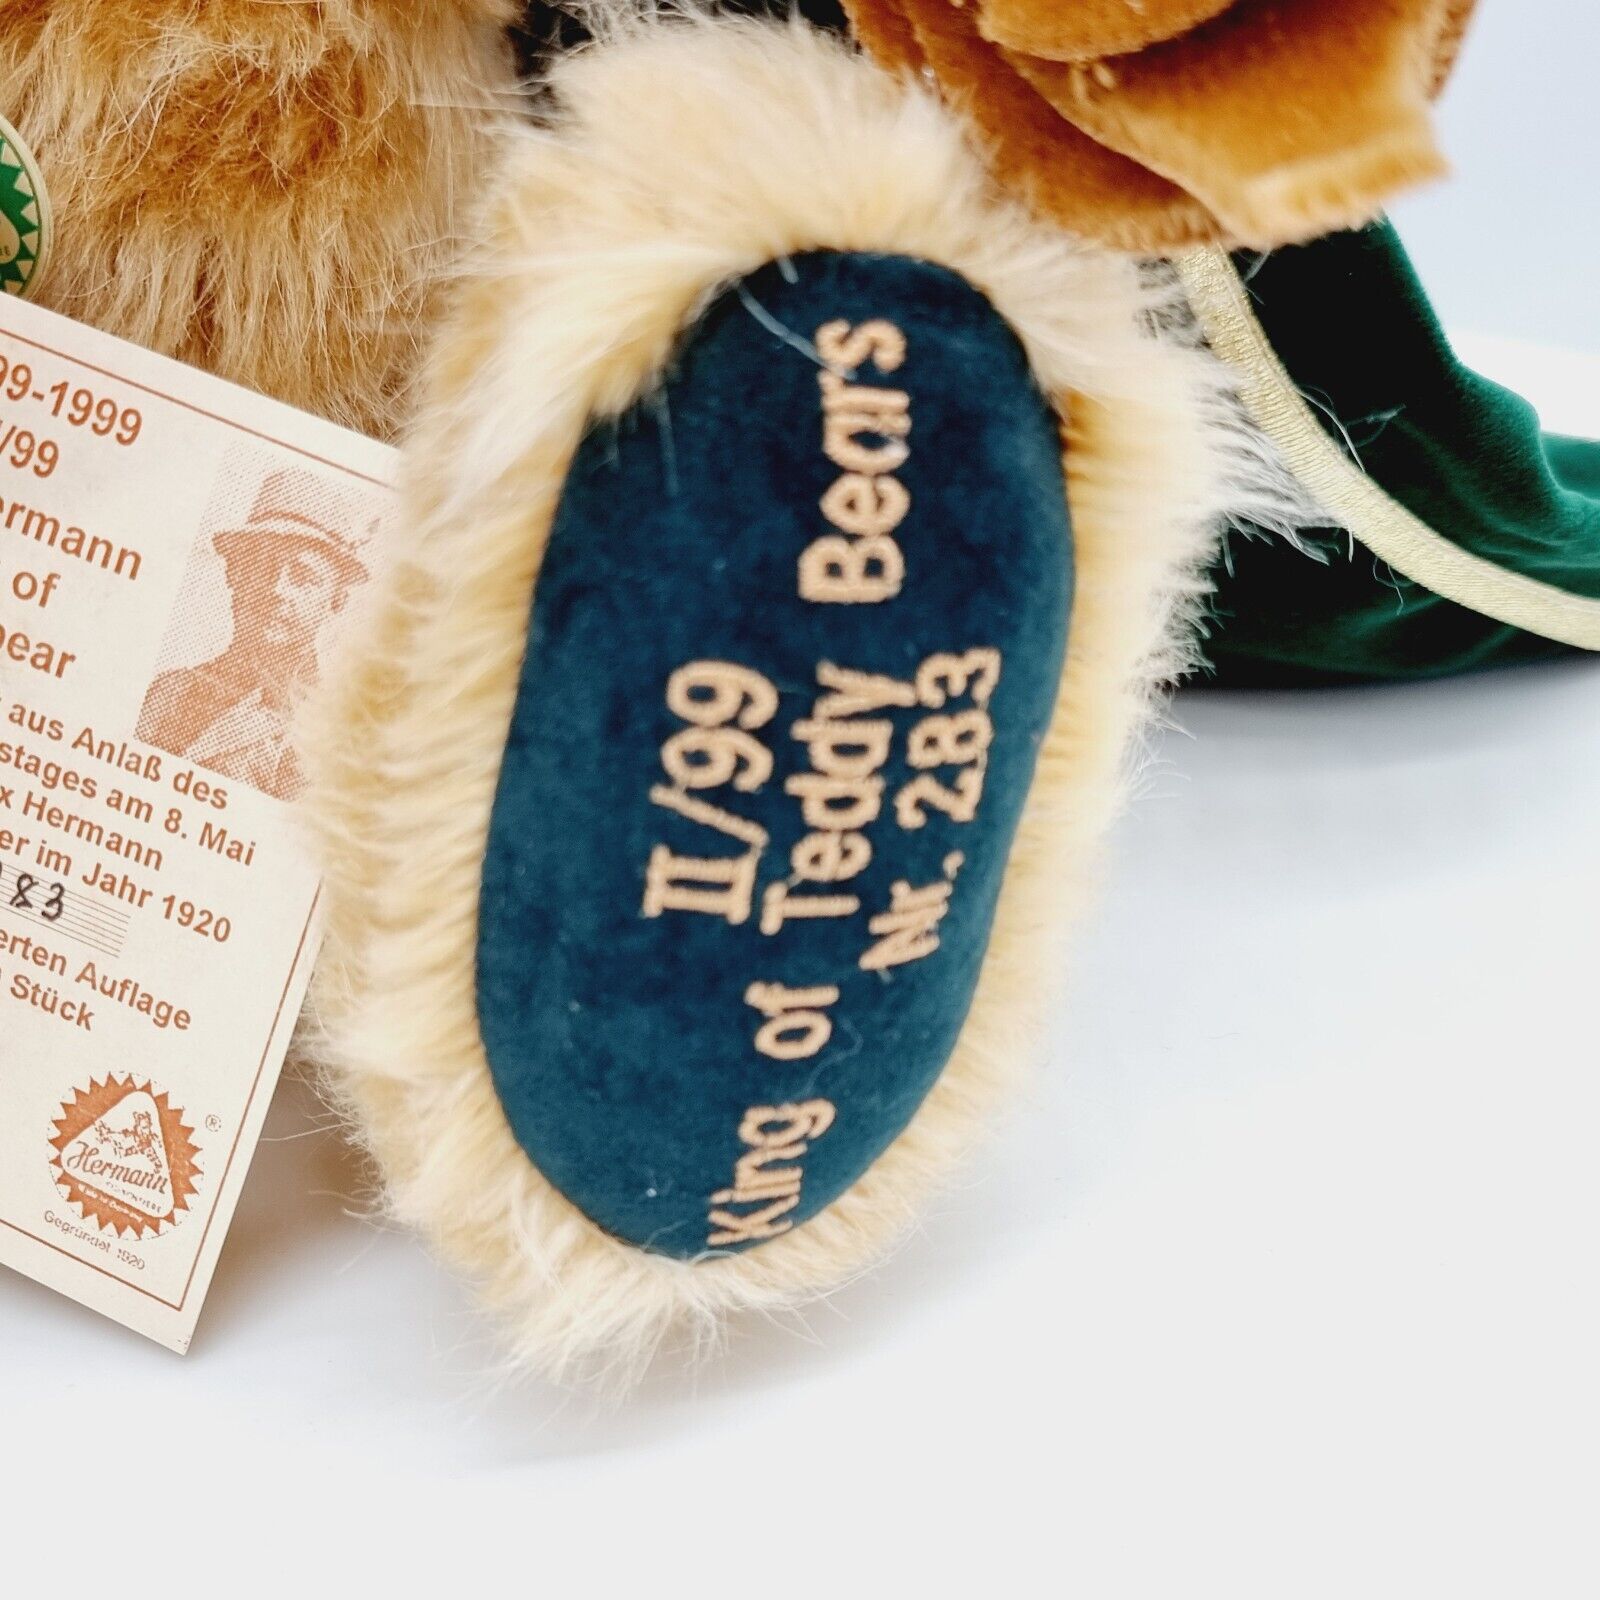 99-1999
/99
ermann
of
bear
aus Anlaß des
stages am 8. Mai
x Hermann
er im Jahr 1920
283
erten Auflage
Stück
Hermann
®
Gegründet 1920
II/99
King of Teddy Bears
Nr. 283